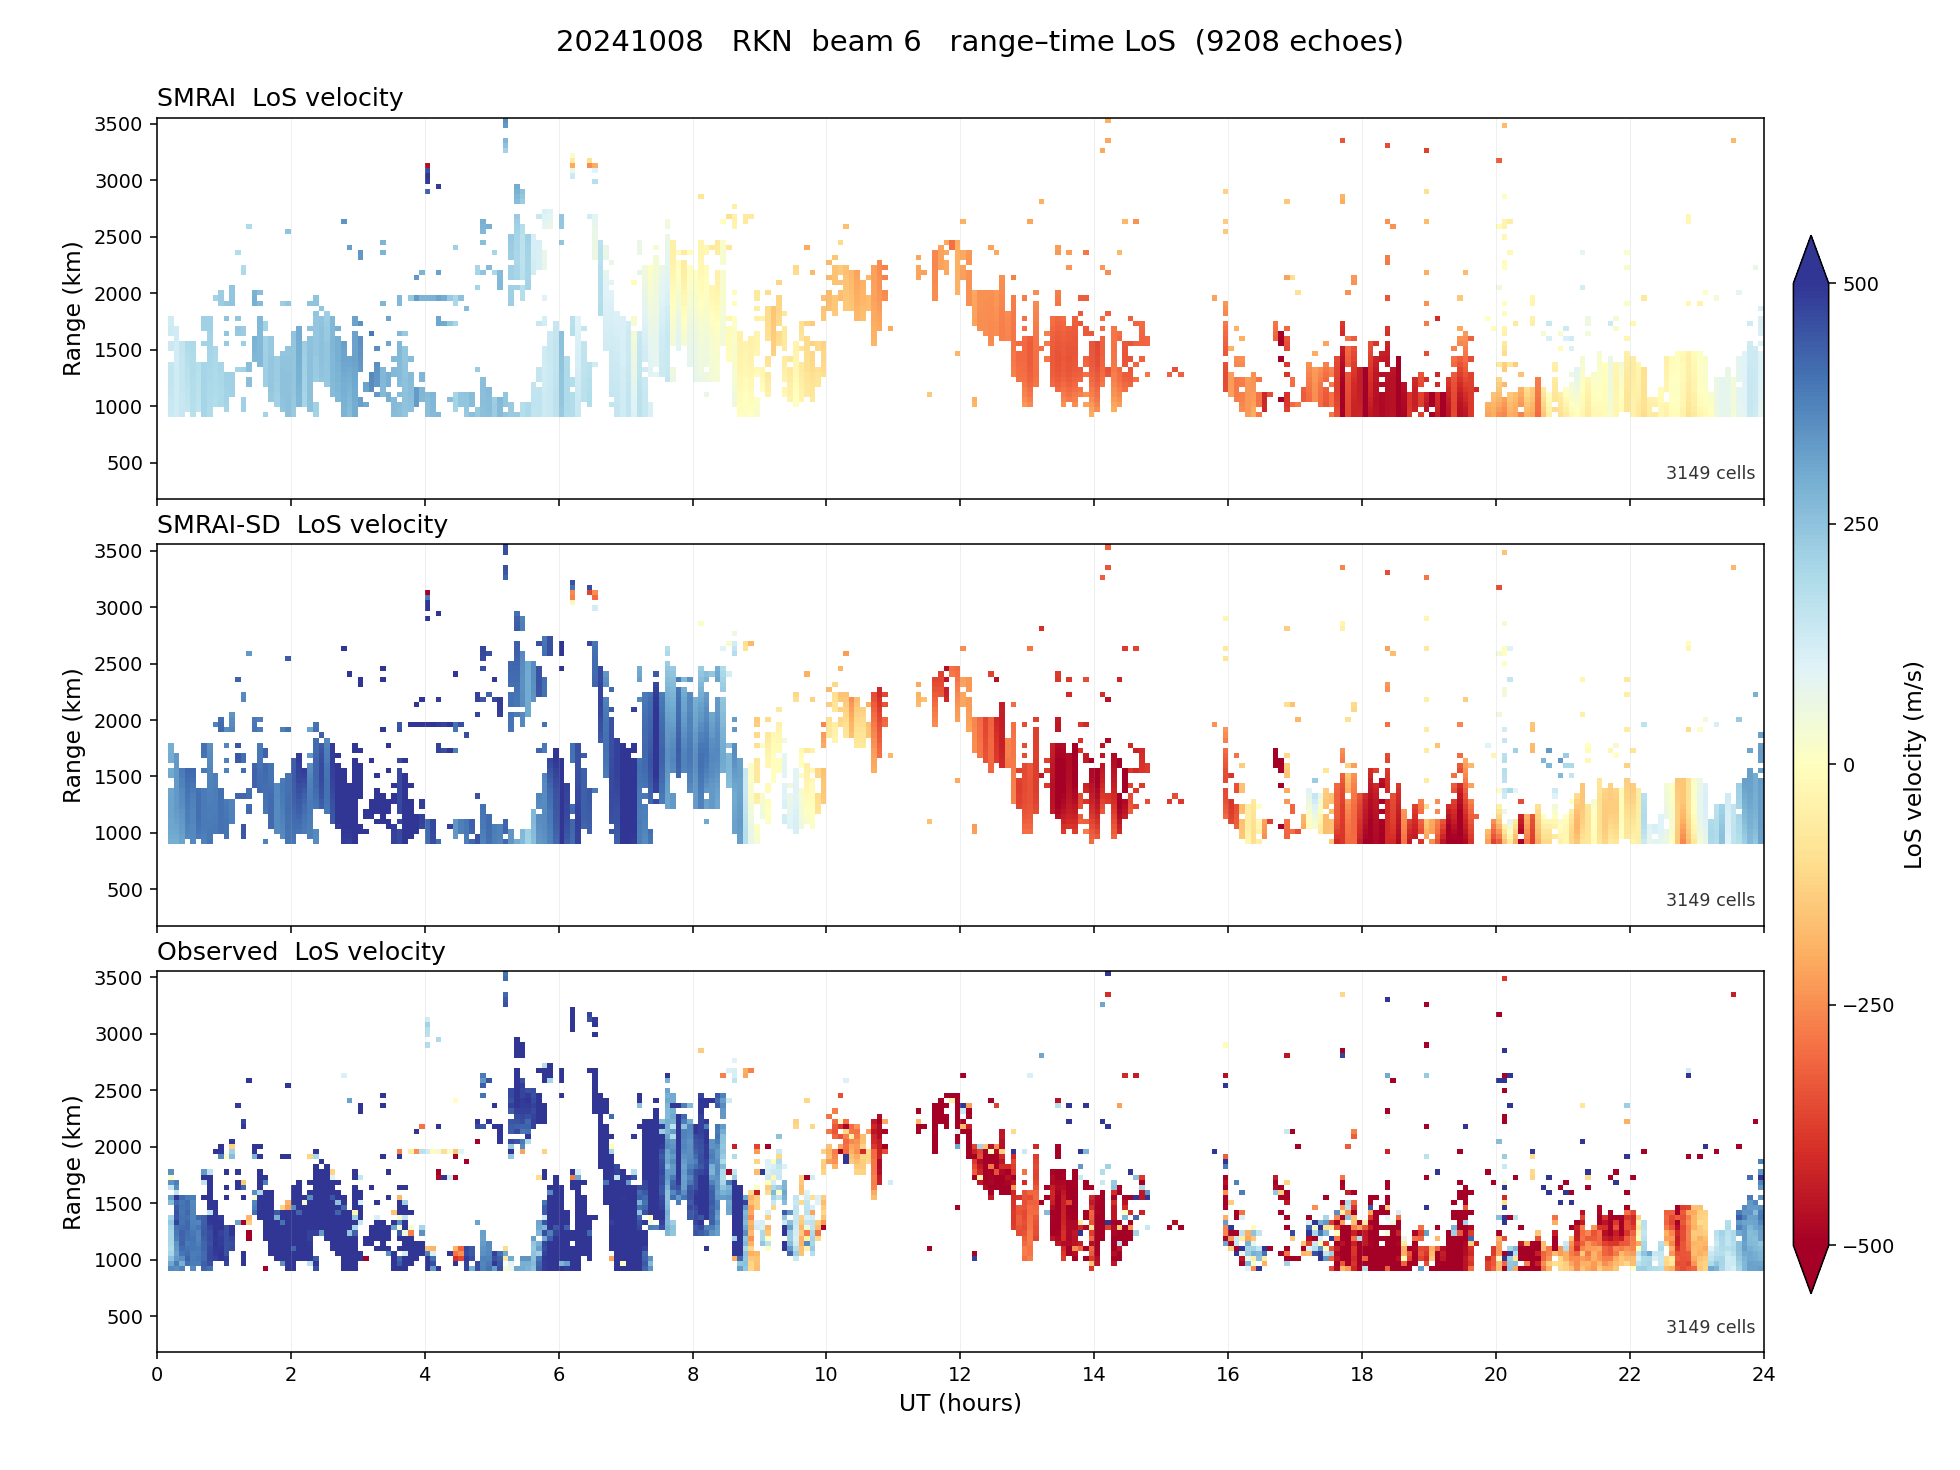 20241008   RKN  beam 6   range–time LoS  (9208 echoes)
SMRAI  LoS velocity
3500
3000
2500
2000
1500
1000
500
Range (km)
3149 cells
SMRAI-SD  LoS velocity
3500
3000
2500
2000
1500
1000
500
Range (km)
3149 cells
Observed  LoS velocity
3500
3000
2500
2000
1500
1000
500
Range (km)
3149 cells
0 2 4 6 8 10 12 14 16 18 20 22 24
UT (hours)
500
250
0
−250
−500
LoS velocity (m/s)